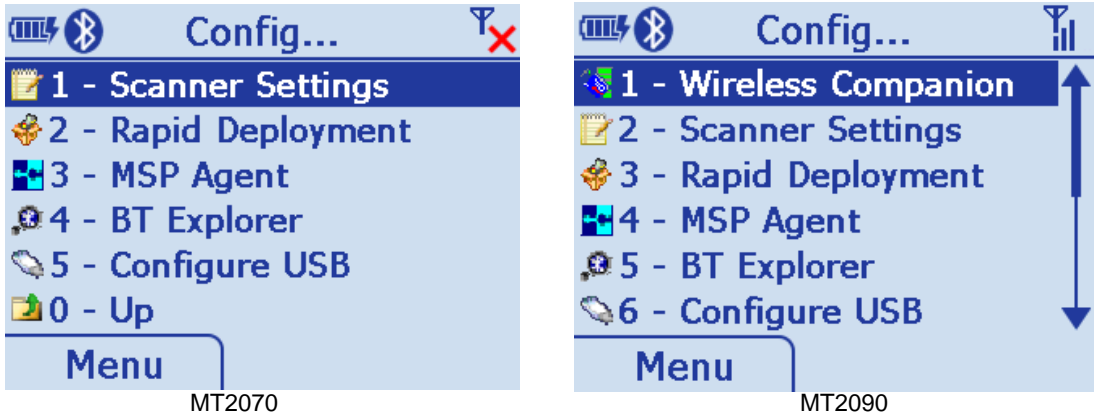 Config...
1 - Scanner Settings
2 - Rapid Deployment
3 - MSP Agent
4 - BT Explorer
5 - Configure USB
0 - Up
Menu
MT2070
Config...
1 - Wireless Companion
2 - Scanner Settings
3 - Rapid Deployment
4 - MSP Agent
5 - BT Explorer
6 - Configure USB
Menu
MT2090